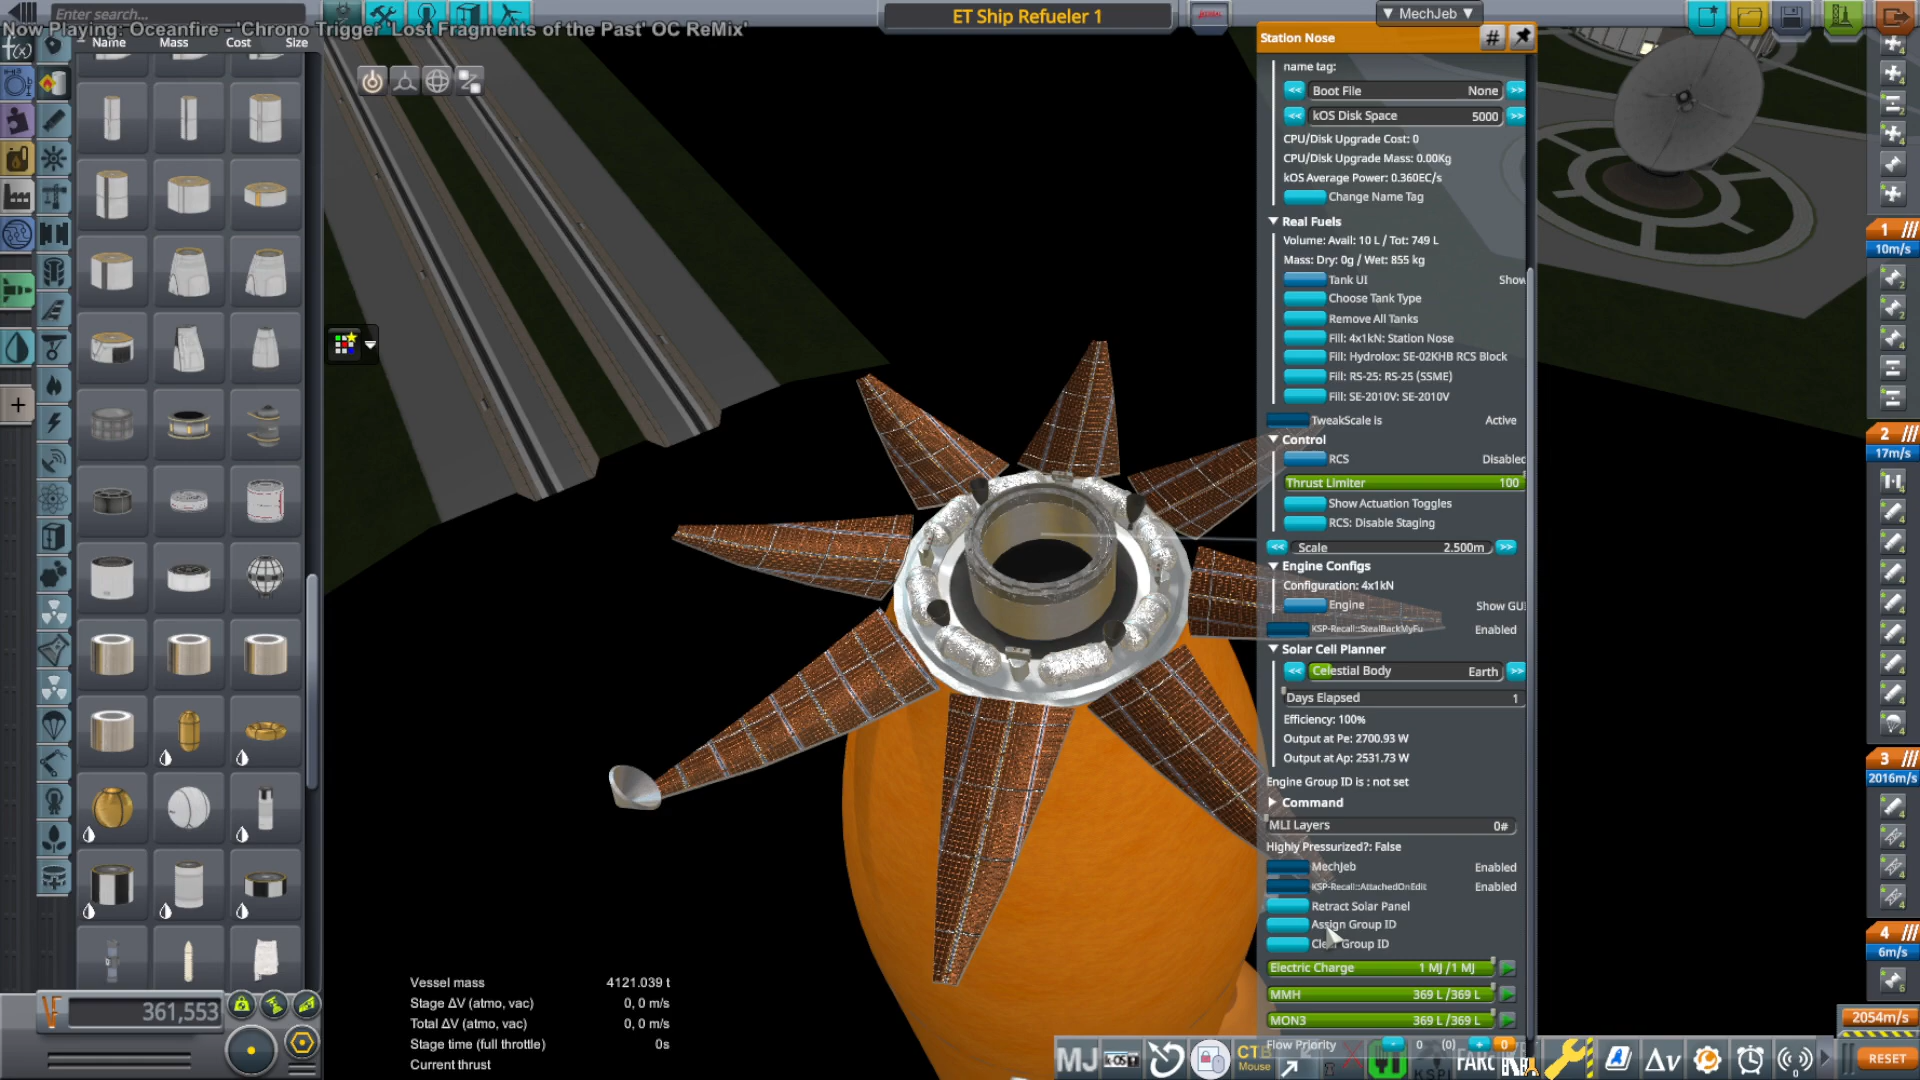 Enter search...
Now Playing: Oceanfire - 'Chrono Trigger 'Lost Fragments of the Past' OC ReMix'
Name Mass Cost Size
ET Ship Refueler 1
▼ MechJeb ▼
Station Nose
#
name tag:
<< Boot File None >>
<< kOS Disk Space 5000 >>
CPU/Disk Upgrade Cost: 0
CPU/Disk Upgrade Mass: 0.00Kg
kOS Average Power: 0.360EC/s
Change Name Tag
Real Fuels
Volume: Avail: 10 L / Tot: 749 L
Mass: Dry: 0g / Wet: 855 kg
Tank UI Show
Choose Tank Type
Remove All Tanks
Fill: 4x1kN: Station Nose
Fill: Hydrolox: SE-02KHB RCS Block
Fill: RS-25: RS-25 (SSME)
Fill: SE-2010V: SE-2010V
TweakScale is Active
Control
RCS Disabled
Thrust Limiter 100
Show Actuation Toggles
RCS: Disable Staging
<< Scale 2.500m >>
Engine Configs
Configuration: 4x1kN
Engine Show GUI
KSP-Recall::StealBackMyFu Enabled
Solar Cell Planner
<< Celestial Body Earth >>
Days Elapsed 1
Efficiency: 100%
Output at Pe: 2700.93 W
Output at Ap: 2531.73 W
Engine Group ID is : not set
Command
MLI Layers 0#
Highly Pressurized?: False
MechJeb Enabled
KSP-Recall::AttachedOnEdit Enabled
Retract Solar Panel
Assign Group ID
Group ID
Electric Charge 1 MJ /1 MJ
MMH 369 L /369 L
MON3 369 L /369 L
Flow Priority - 0 (0) + 0
1
10m/s
2
17m/s
3
2016m/s
4
6m/s
2054m/s
RESET
361,553
Vessel mass 4121.039 t
Stage ΔV (atmo, vac) 0, 0 m/s
Total ΔV (atmo, vac) 0, 0 m/s
Stage time (full throttle) 0s
Current thrust
MJ k-OS CTB Mouse KSPI FARc Δv